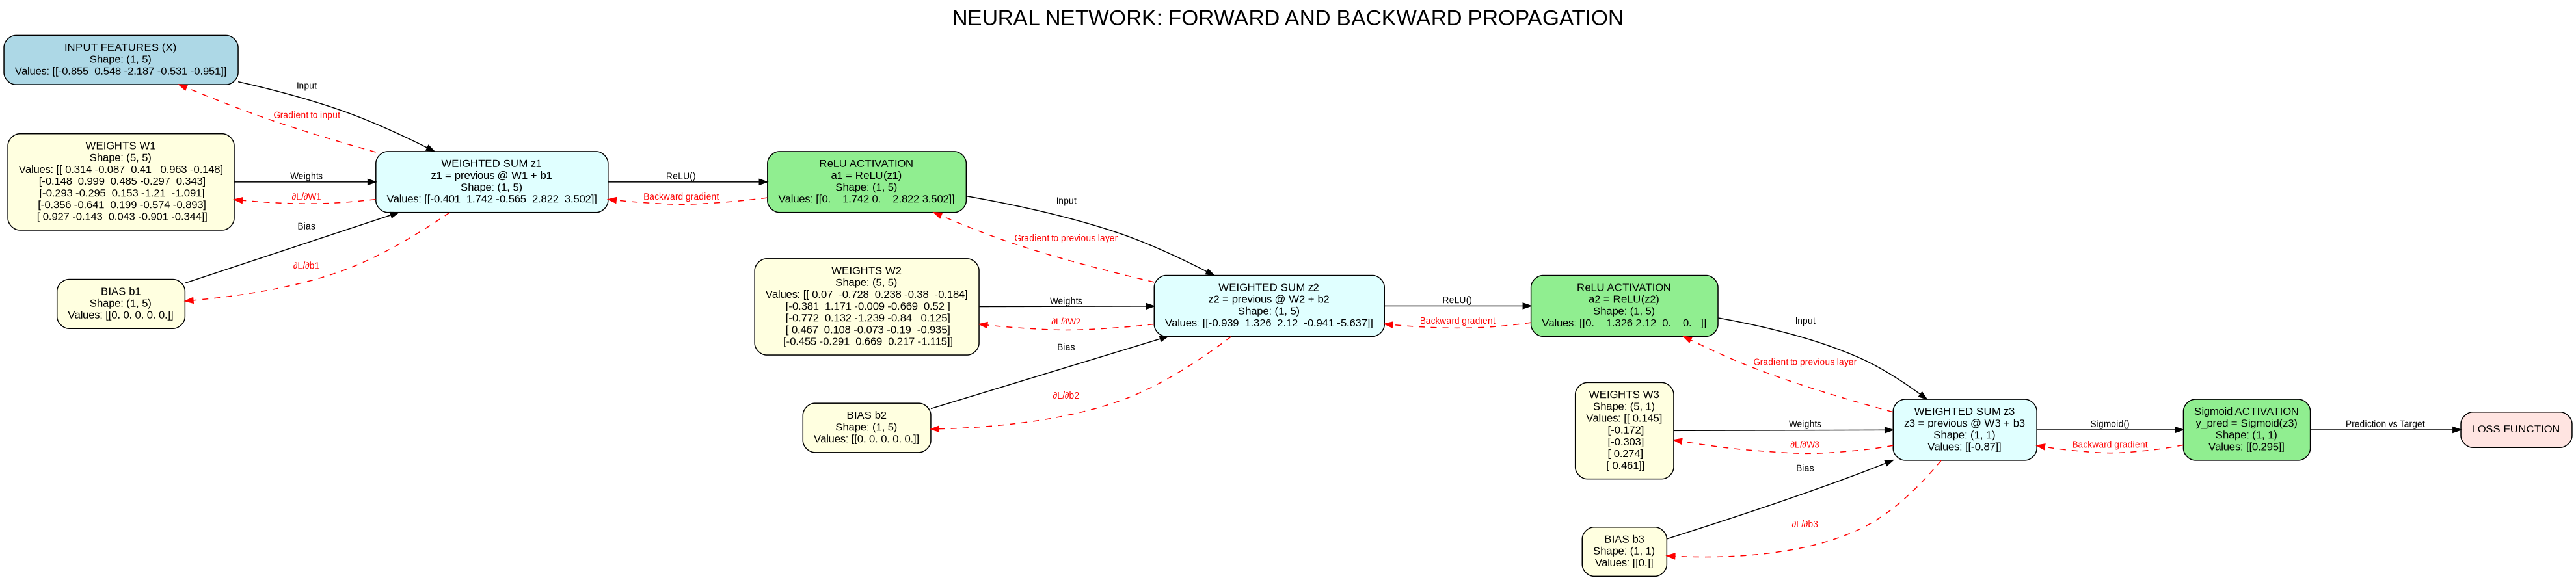 NEURAL NETWORK: FORWARD AND BACKWARD PROPAGATION
INPUT FEATURES (X)
Shape: (1, 5)
Values: [[-0.855  0.548 -2.187 -0.531 -0.951]]
Input
Gradient to input
WEIGHTS W1
Shape: (5, 5)
Values: [[ 0.314 -0.087  0.41   0.963 -0.148]
[-0.148  0.999  0.485 -0.297  0.343]
[-0.293 -0.295  0.153 -1.21  -1.091]
[-0.356 -0.641  0.199 -0.574 -0.893]
[ 0.927 -0.143  0.043 -0.901 -0.344]]
Weights
∂L/∂W1
BIAS b1
Shape: (1, 5)
Values: [[0. 0. 0. 0. 0.]]
Bias
∂L/∂b1
WEIGHTED SUM z1
z1 = previous @ W1 + b1
Shape: (1, 5)
Values: [[-0.401  1.742 -0.565  2.822  3.502]]
ReLU()
Backward gradient
ReLU ACTIVATION
a1 = ReLU(z1)
Shape: (1, 5)
Values: [[0.    1.742 0.    2.822 3.502]]
Input
Gradient to previous layer
WEIGHTS W2
Shape: (5, 5)
Values: [[ 0.07  -0.728  0.238 -0.38  -0.184]
[-0.381  1.171 -0.009 -0.669  0.52 ]
[-0.772  0.132 -1.239 -0.84   0.125]
[ 0.467  0.108 -0.073 -0.19  -0.935]
[-0.455 -0.291  0.669  0.217 -1.115]]
Weights
∂L/∂W2
BIAS b2
Shape: (1, 5)
Values: [[0. 0. 0. 0. 0.]]
Bias
∂L/∂b2
WEIGHTED SUM z2
z2 = previous @ W2 + b2
Shape: (1, 5)
Values: [[-0.939  1.326  2.12  -0.941 -5.637]]
ReLU()
Backward gradient
ReLU ACTIVATION
a2 = ReLU(z2)
Shape: (1, 5)
Values: [[0.    1.326 2.12  0.    0.   ]]
Input
Gradient to previous layer
WEIGHTS W3
Shape: (5, 1)
Values: [[ 0.145]
[-0.172]
[-0.303]
[ 0.274]
[ 0.461]]
Weights
∂L/∂W3
BIAS b3
Shape: (1, 1)
Values: [[0.]]
Bias
∂L/∂b3
WEIGHTED SUM z3
z3 = previous @ W3 + b3
Shape: (1, 1)
Values: [[-0.87]]
Sigmoid()
Backward gradient
Sigmoid ACTIVATION
y_pred = Sigmoid(z3)
Shape: (1, 1)
Values: [[0.295]]
Prediction vs Target
LOSS FUNCTION